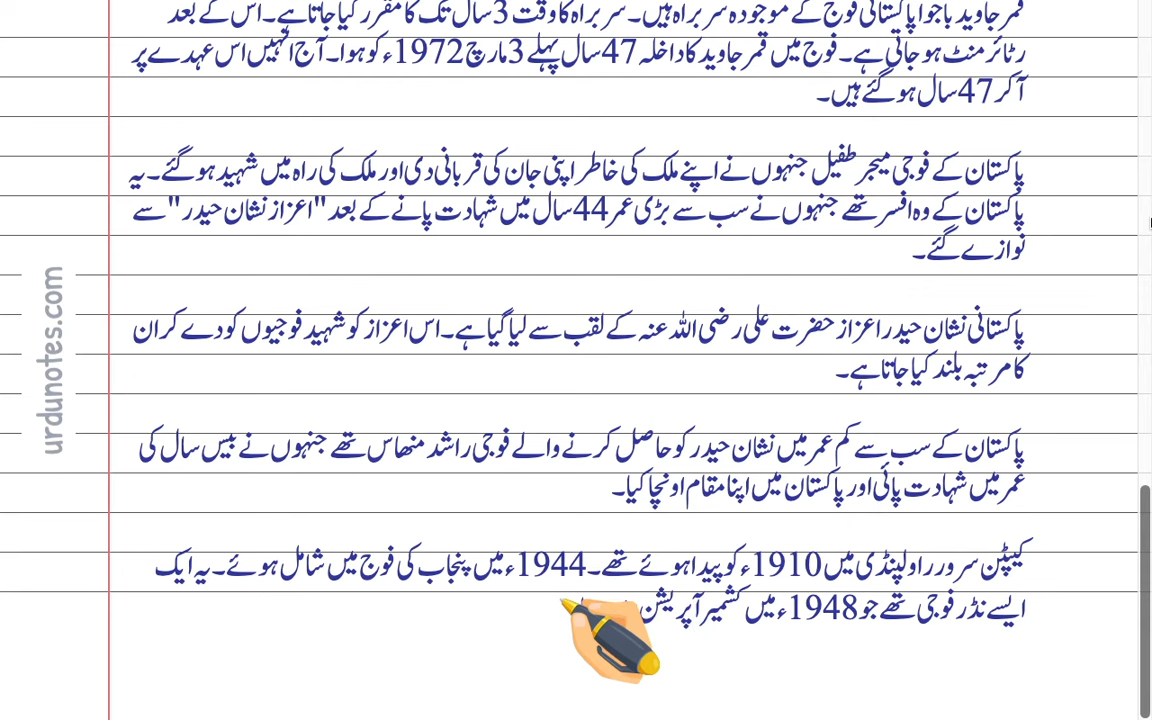 قمر جاوید باجوا پاکستانی فوج کے موجودہ سربراہ ہیں۔ سربراہ کا وقت 3 سال تک کا مقرر کیا جاتا ہے۔ اس کے بعد
رٹائرمنٹ ہو جاتی ہے۔ فوج میں قمر جاوید کا داخلہ 47 سال پہلے 3 مارچ 1972ء کو ہوا۔ آج انہیں اس عہدے پر
آکر 47 سال ہو گئے ہیں۔
پاکستان کے فوجی میجر طفیل جنہوں نے اپنے ملک کی خاطر اپنی جان کی قربانی دی اور ملک کی راہ میں شہید ہو گئے۔ یہ
پاکستان کے وہ افسر تھے جنہوں نے سب سے بڑی عمر 44 سال میں شہادت پانے کے بعد "اعزاز نشان حیدر" سے
نوازے گئے۔
پاکستانی نشان حیدر اعزاز حضرت علی رضی اللہ عنہ کے لقب سے لیا گیا ہے۔ اس اعزاز کو شہید فوجیوں کو دے کر ان
کا مرتبہ بلند کیا جاتا ہے۔
پاکستان کے سب سے کم عمر میں نشان حیدر کو حاصل کرنے والے فوجی راشد منھاس تھے جنہوں نے بیس سال کی
عمر میں شہادت پائی اور پاکستان میں اپنا مقام اونچا کیا۔
کیپٹن سرور راولپنڈی میں 1910ء کو پیدا ہوئے تھے۔ 1944ء میں پنجاب کی فوج میں شامل ہوئے۔ یہ ایک
ایسے نڈر فوجی تھے جو 1948ء میں کشمیر آپریشن
urdunotes.com